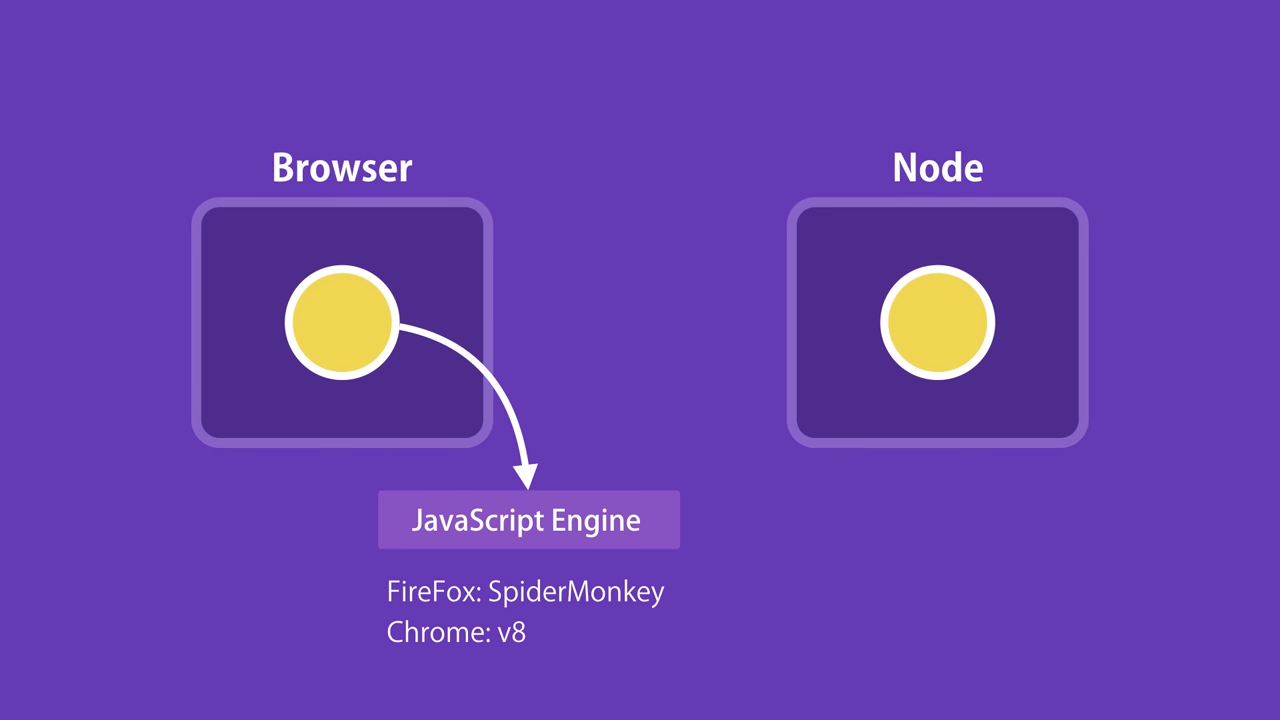 Browser
Node
JavaScript Engine
FireFox: SpiderMonkey
Chrome: v8